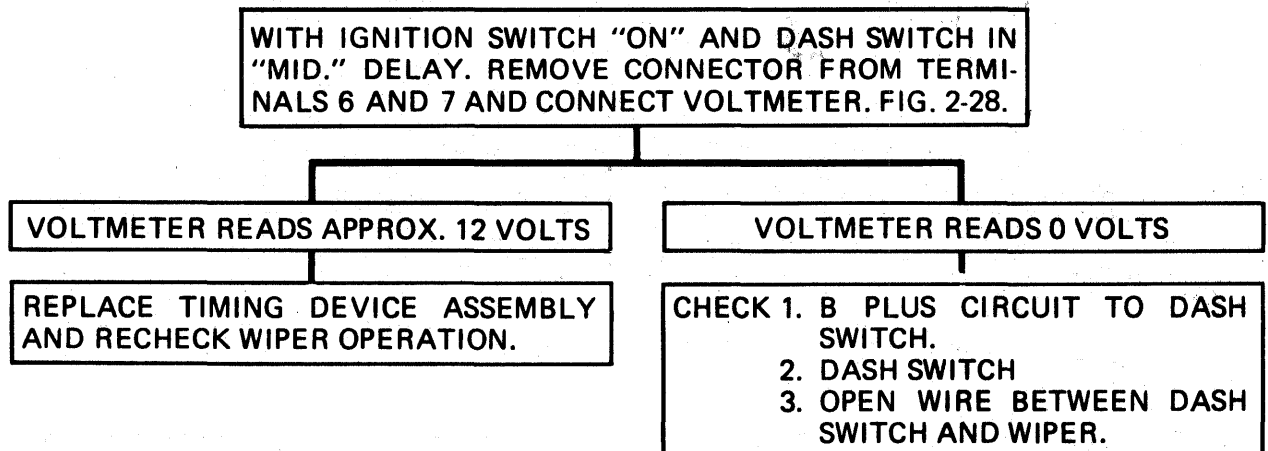 WITH IGNITION SWITCH "ON" AND DASH SWITCH IN
"MID." DELAY. REMOVE CONNECTOR FROM TERMI-
NALS 6 AND 7 AND CONNECT VOLTMETER. FIG. 2-28.
VOLTMETER READS APPROX. 12 VOLTS
REPLACE TIMING DEVICE ASSEMBLY
AND RECHECK WIPER OPERATION.
VOLTMETER READS 0 VOLTS
CHECK 1. B PLUS CIRCUIT TO DASH
SWITCH.
2. DASH SWITCH
3. OPEN WIRE BETWEEN DASH
SWITCH AND WIPER.